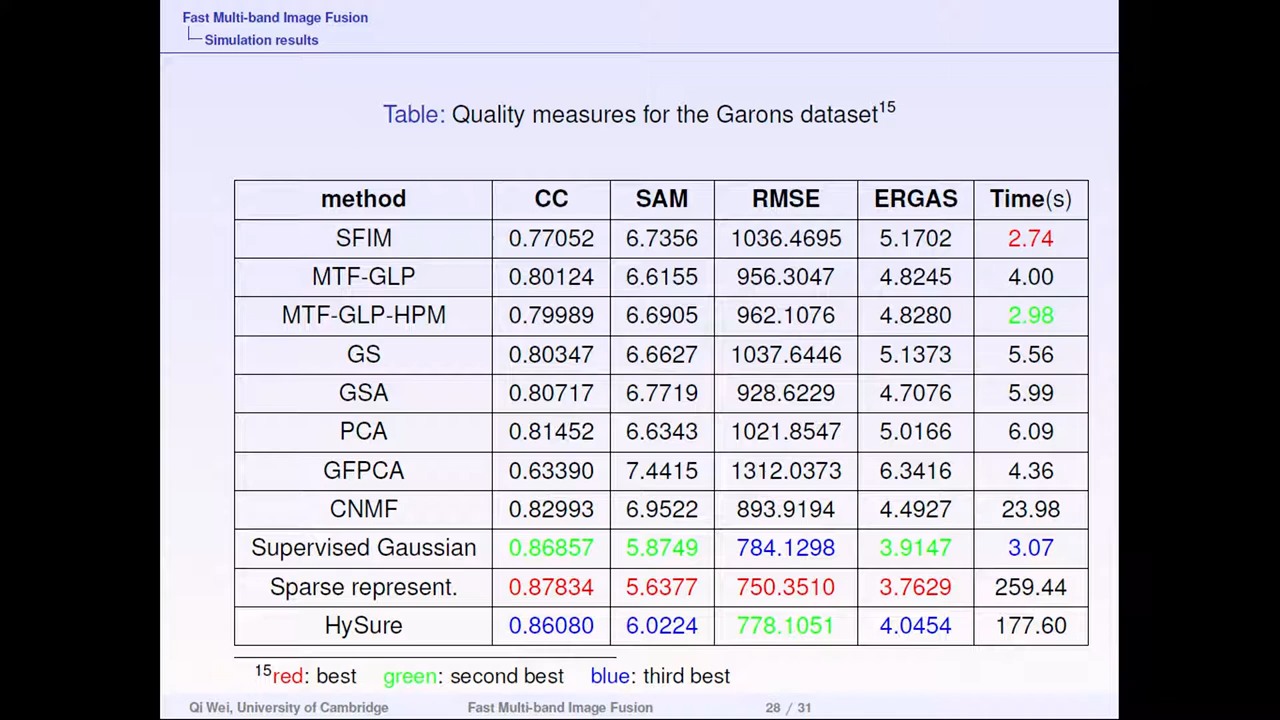 Fast Multi-band Image Fusion
Simulation results
Table: Quality measures for the Garons dataset15
method CC SAM RMSE ERGAS Time(s)
SFIM 0.77052 6.7356 1036.4695 5.1702 2.74
MTF-GLP 0.80124 6.6155 956.3047 4.8245 4.00
MTF-GLP-HPM 0.79989 6.6905 962.1076 4.8280 2.98
GS 0.80347 6.6627 1037.6446 5.1373 5.56
GSA 0.80717 6.7719 928.6229 4.7076 5.99
PCA 0.81452 6.6343 1021.8547 5.0166 6.09
GFPCA 0.63390 7.4415 1312.0373 6.3416 4.36
CNMF 0.82993 6.9522 893.9194 4.4927 23.98
Supervised Gaussian 0.86857 5.8749 784.1298 3.9147 3.07
Sparse represent. 0.87834 5.6377 750.3510 3.7629 259.44
HySure 0.86080 6.0224 778.1051 4.0454 177.60
15red: best green: second best blue: third best
Qi Wei, University of Cambridge Fast Multi-band Image Fusion 28 / 31